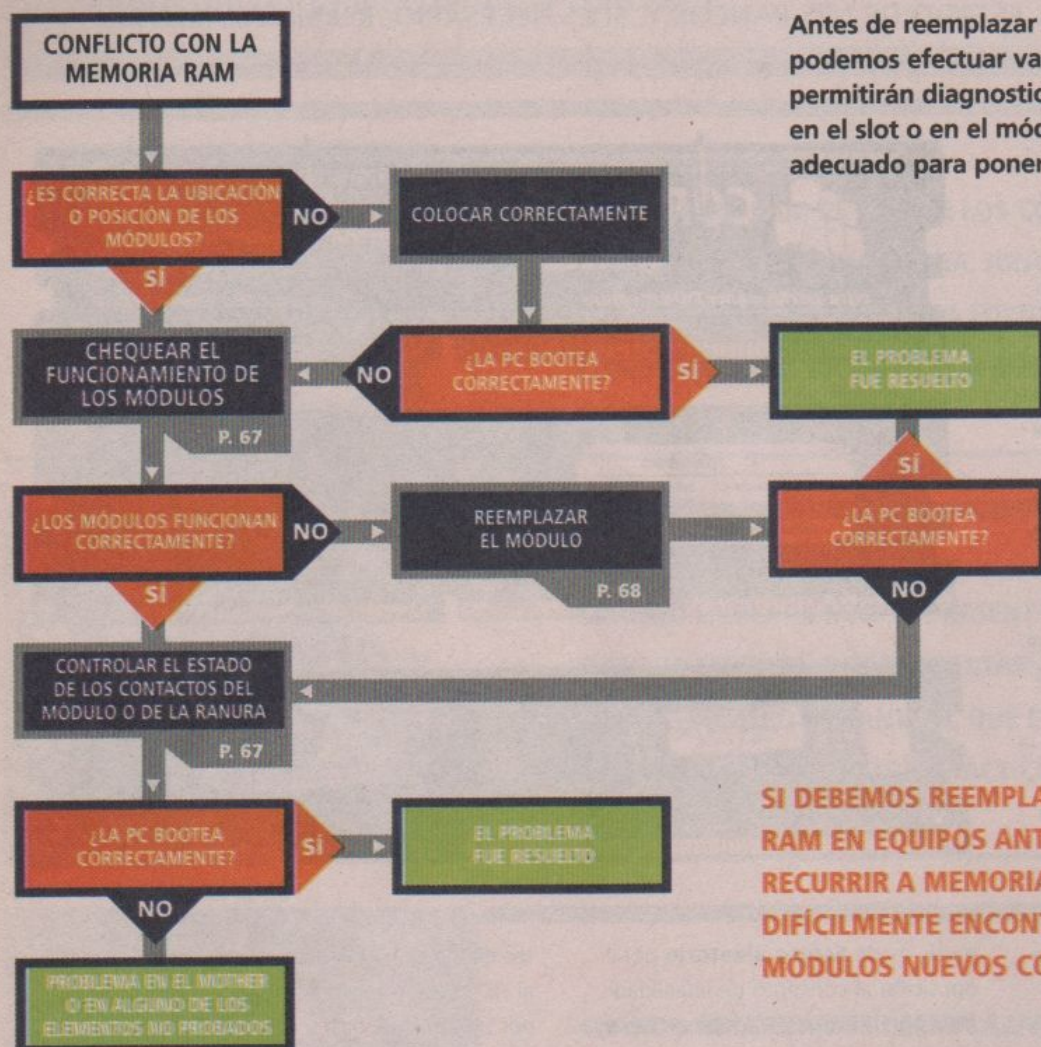 CONFLICTO CON LA
MEMORIA RAM
Antes de reemplazar
podemos efectuar va
permitirán diagnostic
en el slot o en el mód
adecuado para poner
¿ES CORRECTA LA UBICACIÓN
O POSICIÓN DE LOS
MÓDULOS?
NO
COLOCAR CORRECTAMENTE
SÍ
CHEQUEAR EL
FUNCIONAMIENTO DE
LOS MÓDULOS
P. 67
NO
¿LA PC BOOTEA
CORRECTAMENTE?
SÍ
EL PROBLEMA
FUE RESUELTO
SÍ
¿LOS MÓDULOS FUNCIONAN
CORRECTAMENTE?
NO
REEMPLAZAR
EL MÓDULO
P. 68
¿LA PC BOOTEA
CORRECTAMENTE?
SÍ
NO
CONTROLAR EL ESTADO
DE LOS CONTACTOS DEL
MÓDULO O DE LA RANURA
P. 67
¿LA PC BOOTEA
CORRECTAMENTE?
SÍ
EL PROBLEMA
FUE RESUELTO
NO
PROBLEMA EN EL MOTHER
O EN ALGUNO DE LOS
ELEMENTOS NO PROBADOS
SI DEBEMOS REEMPLA
RAM EN EQUIPOS ANT
RECURRIR A MEMORIA
DIFÍCILMENTE ENCONT
MÓDULOS NUEVOS CO